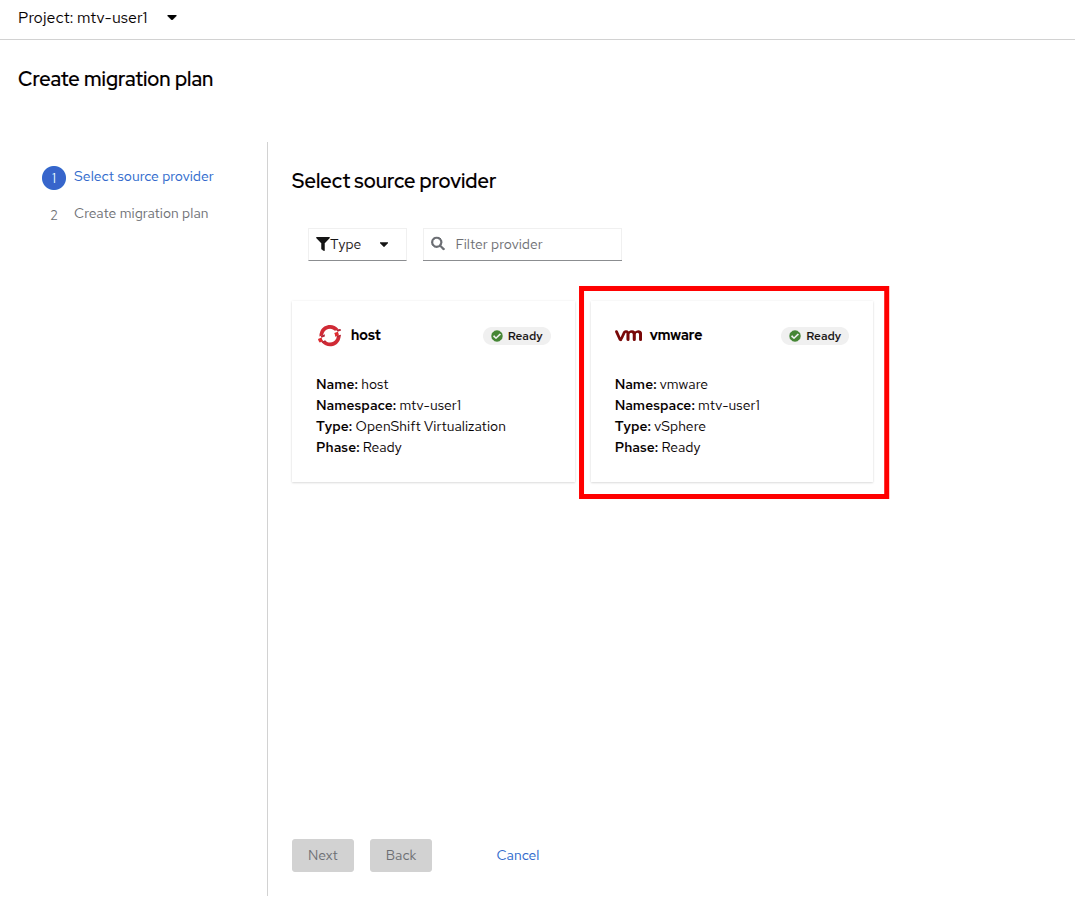 Project: mtv-user1
Create migration plan
1 Select source provider
2 Create migration plan
Select source provider
Type
Filter provider
host Ready
Name: host
Namespace: mtv-user1
Type: OpenShift Virtualization
Phase: Ready
vm vmware Ready
Name: vmware
Namespace: mtv-user1
Type: vSphere
Phase: Ready
Next Back Cancel